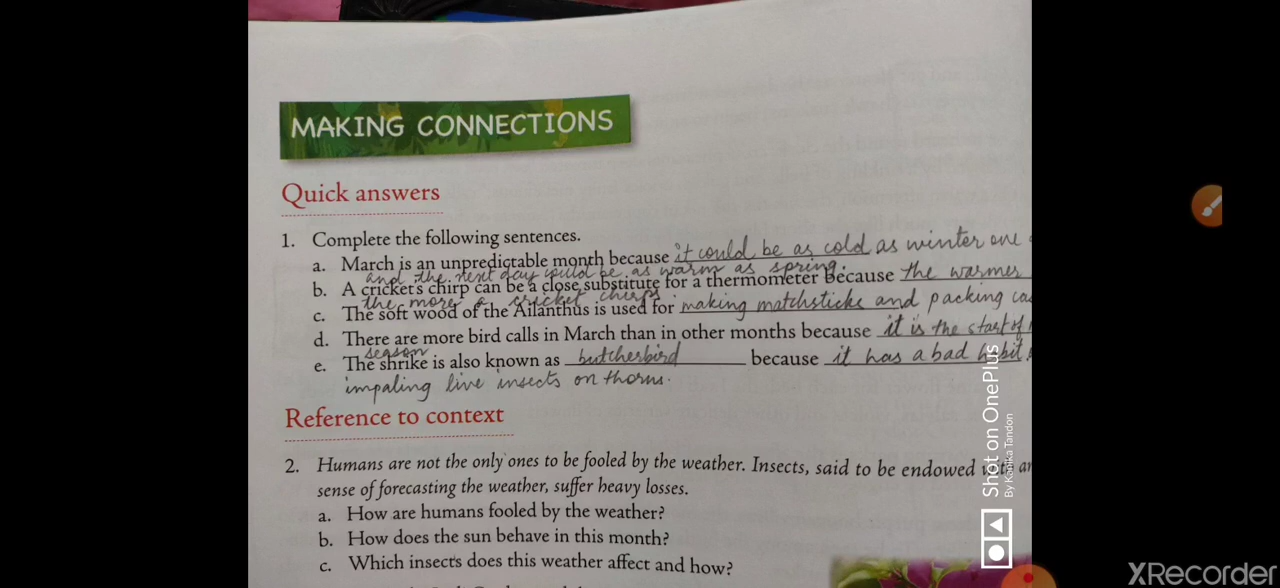 MAKING CONNECTIONS
Quick answers
1. Complete the following sentences.
a. March is an unpredictable month because it could be as cold as winter one
and the next day could be as warm as spring.
b. A cricket's chirp can be a close substitute for a thermometer because the warmer
the more a cricket chirps
c. The soft wood of the Ailanthus is used for making matchsticks and packing
d. There are more bird calls in March than in other months because it is the start of
season
e. The shrike is also known as butcherbird because it has a bad habit
impaling live insects on thorns.
Reference to context
2. Humans are not the only ones to be fooled by the weather. Insects, said to be endowed with an
sense of forecasting the weather, suffer heavy losses.
a. How are humans fooled by the weather?
b. How does the sun behave in this month?
c. Which insects does this weather affect and how?
Shot on OnePlus
By Kanika Tandon
XRecorder